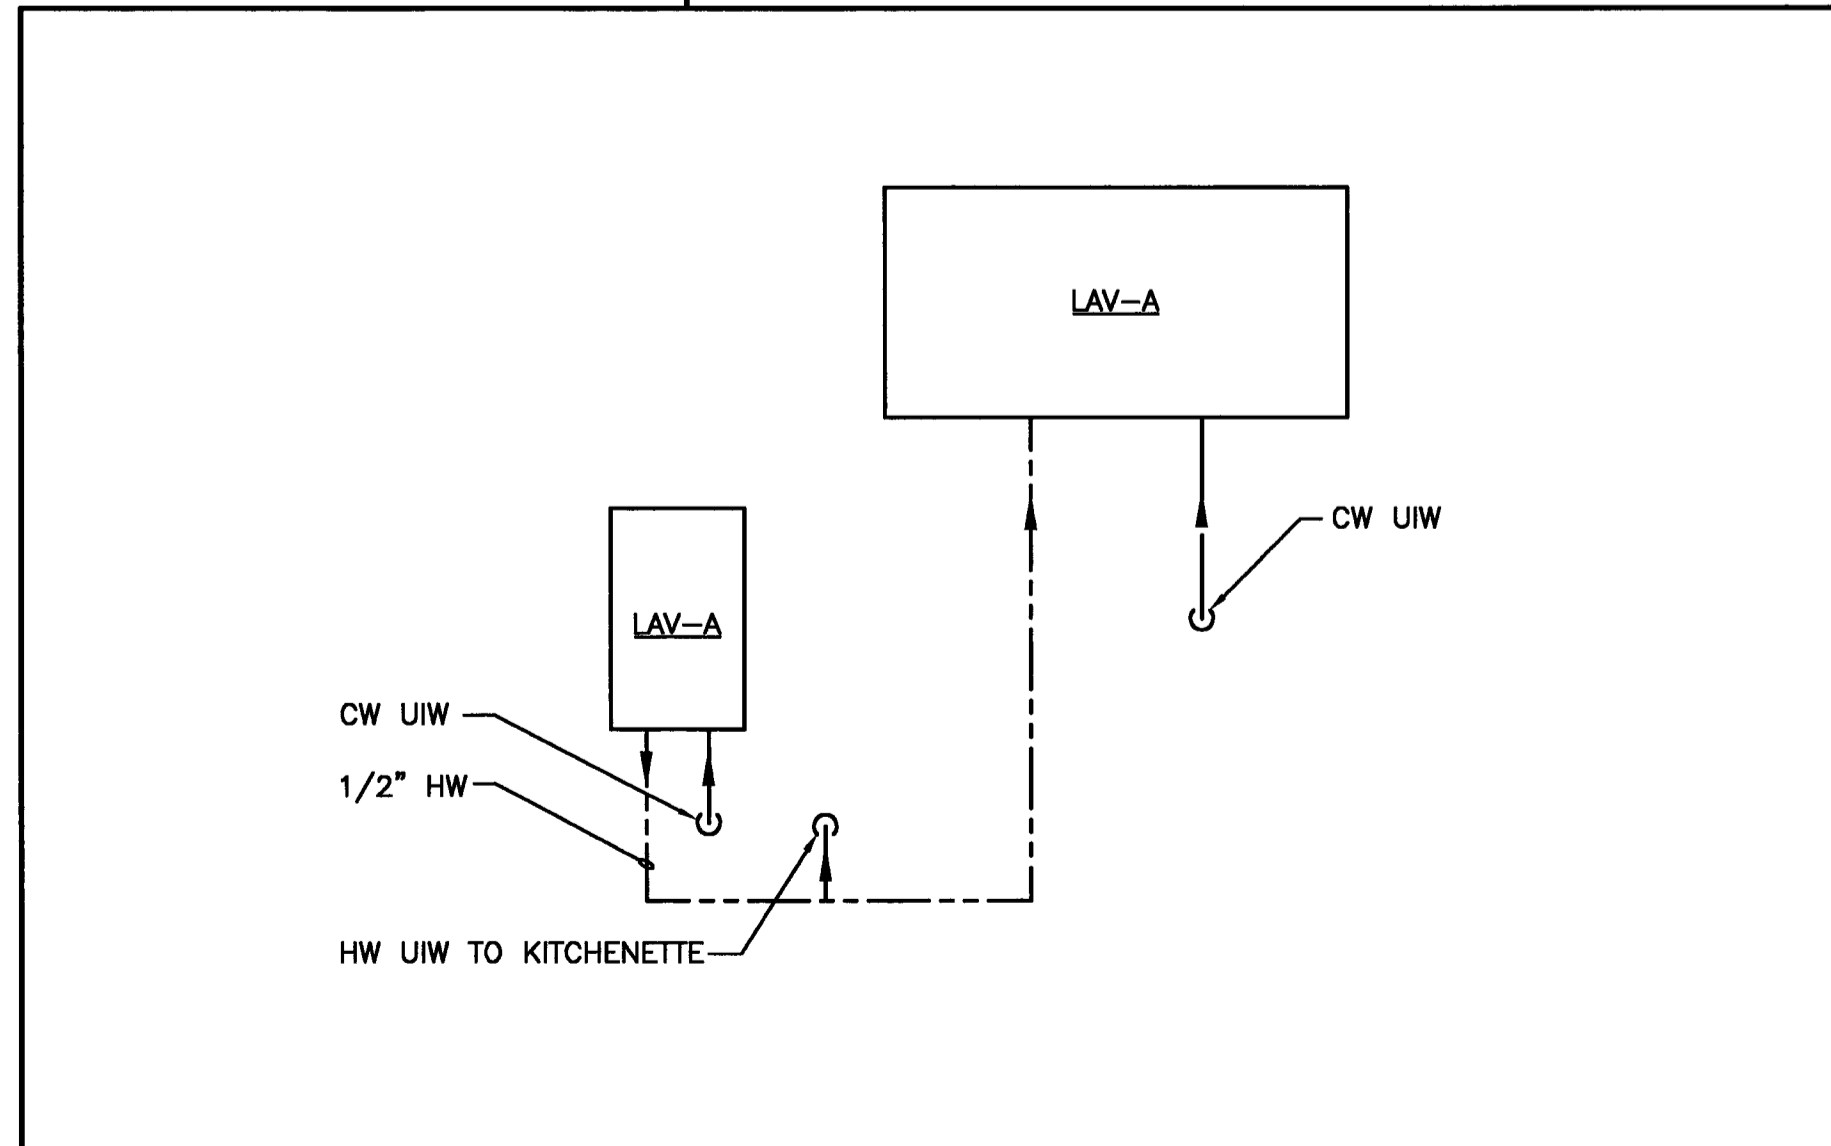 LAV-A
CW UIW
LAV-A
CW UIW
1/2" HW
HW UIW TO KITCHENETTE